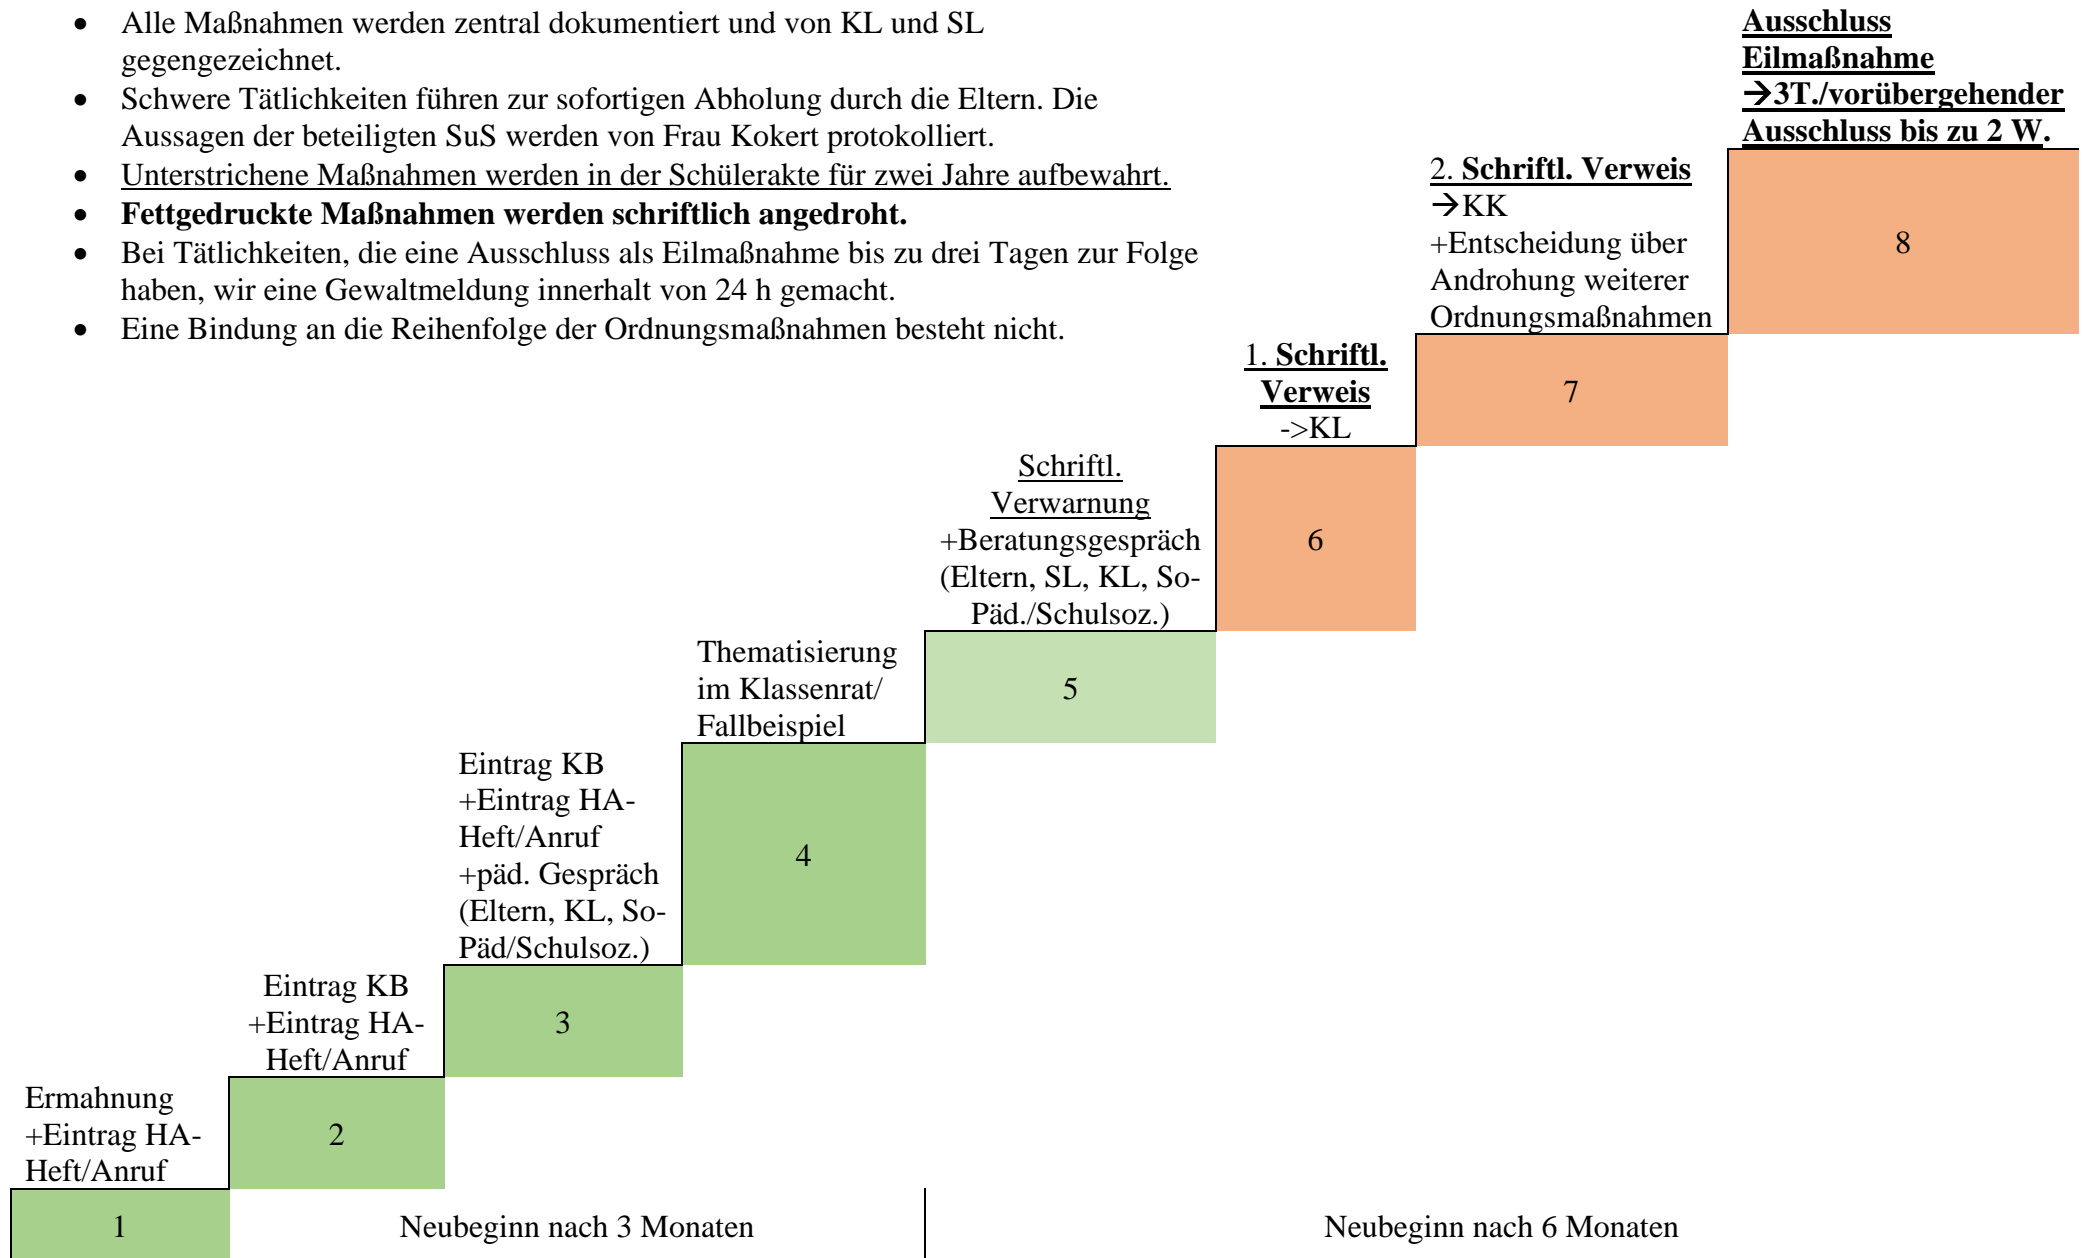 • Alle Maßnahmen werden zentral dokumentiert und von KL und SL
gegengezeichnet.
• Schwere Tätlichkeiten führen zur sofortigen Abholung durch die Eltern. Die
Aussagen der beteiligten SuS werden von Frau Kokert protokolliert.
• Unterstrichene Maßnahmen werden in der Schülerakte für zwei Jahre aufbewahrt.
• Fettgedruckte Maßnahmen werden schriftlich angedroht.
• Bei Tätlichkeiten, die eine Ausschluss als Eilmaßnahme bis zu drei Tagen zur Folge
haben, wir eine Gewaltmeldung innerhalt von 24 h gemacht.
• Eine Bindung an die Reihenfolge der Ordnungsmaßnahmen besteht nicht.
Ausschluss
Eilmaßnahme
→3T./vorübergehender
Ausschluss bis zu 2 W.
8
2. Schriftl. Verweis
→KK
+Entscheidung über
Androhung weiterer
Ordnungsmaßnahmen
7
1. Schriftl.
Verweis
->KL
6
Schriftl.
Verwarnung
+Beratungsgespräch
(Eltern, SL, KL, So-
Päd./Schulsoz.)
5
Thematisierung
im Klassenrat/
Fallbeispiel
4
Eintrag KB
+Eintrag HA-
Heft/Anruf
+päd. Gespräch
(Eltern, KL, So-
Päd/Schulsoz.)
3
Eintrag KB
+Eintrag HA-
Heft/Anruf
2
Ermahnung
+Eintrag HA-
Heft/Anruf
1
Neubeginn nach 3 Monaten
Neubeginn nach 6 Monaten